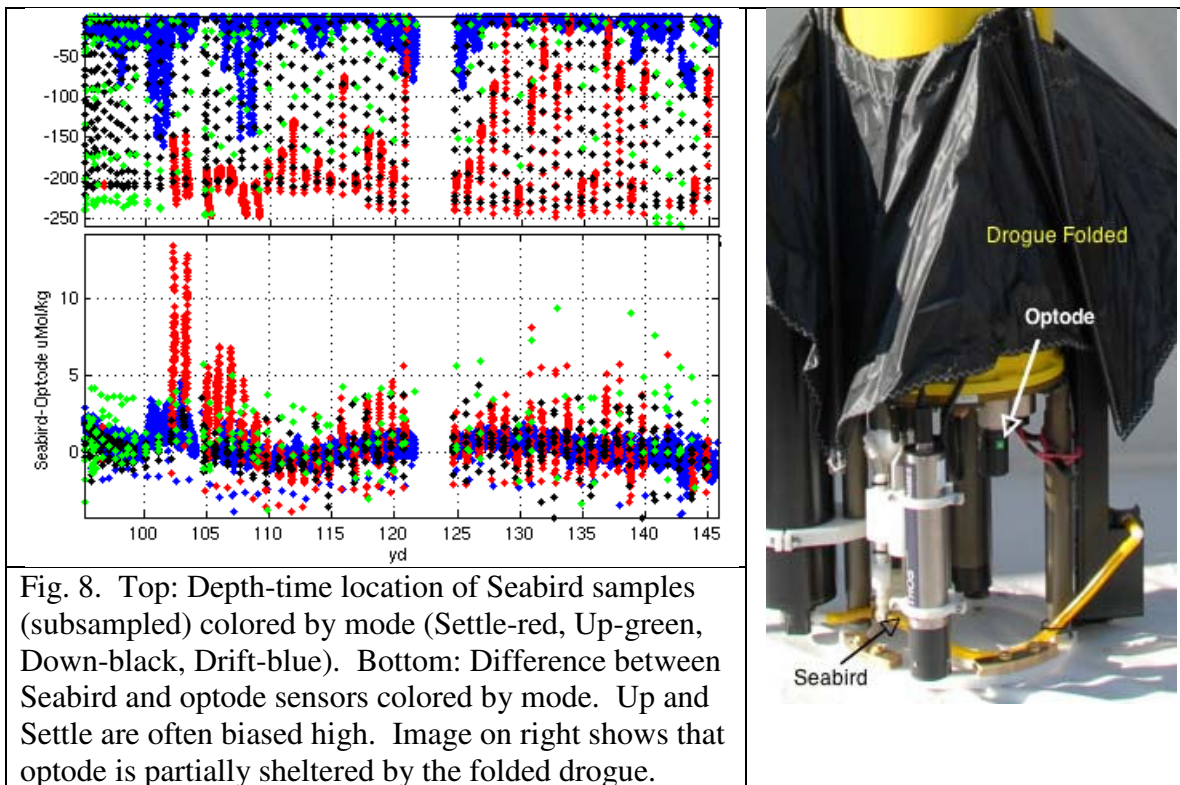 -50
-100
-150
-200
-250
Seabird-Optode uMol/kg
10
5
0
100 105 110 115 120 125 130 135 140 145
yd
Fig. 8. Top: Depth-time location of Seabird samples
(subsampled) colored by mode (Settle-red, Up-green,
Down-black, Drift-blue). Bottom: Difference between
Seabird and optode sensors colored by mode. Up and
Settle are often biased high. Image on right shows that
optode is partially sheltered by the folded drogue.
Drogue Folded
Optode
Seabird